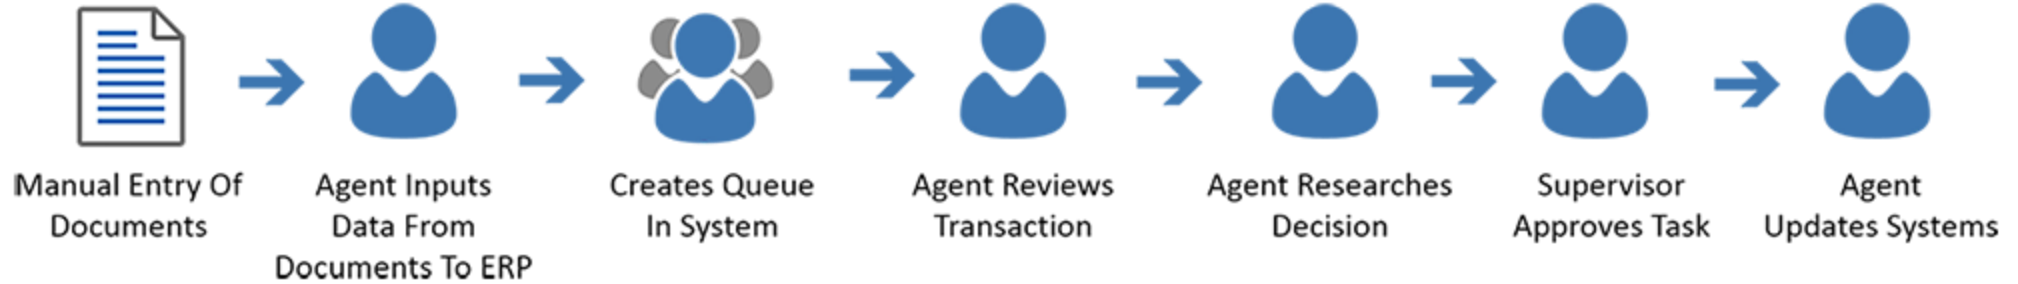 Manual Entry Of
Documents
Agent Inputs
Data From
Documents To ERP
Creates Queue
In System
Agent Reviews
Transaction
Agent Researches
Decision
Supervisor
Approves Task
Agent
Updates Systems